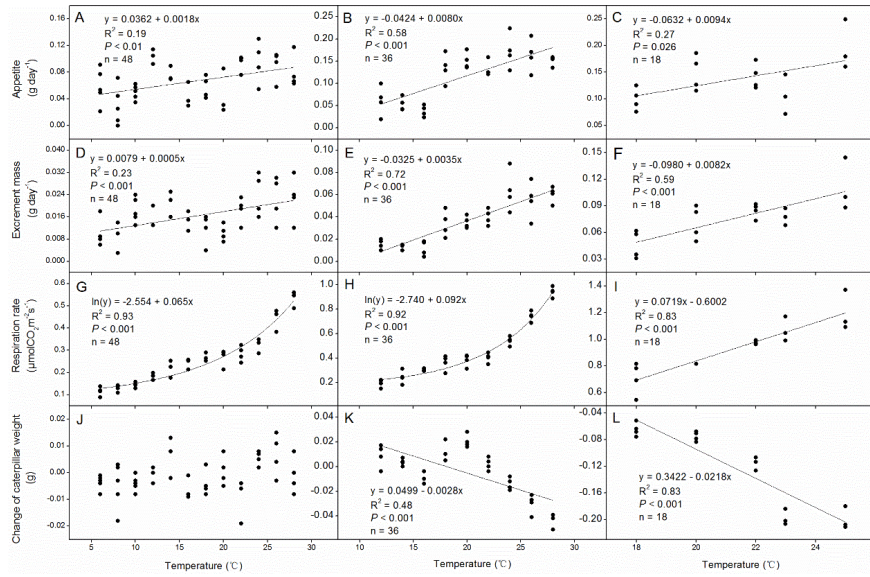 A
y = 0.0362 + 0.0018x
R² = 0.19
P < 0.01
n = 48
B
y = -0.0424 + 0.0080x
R² = 0.58
P < 0.001
n = 36
C
y = -0.0632 + 0.0094x
R² = 0.27
P = 0.026
n = 18
Appetite
(g day⁻¹)
0.16
0.12
0.08
0.04
0.00
0.25
0.20
0.15
0.10
0.05
0.00
0.25
0.20
0.15
0.10
0.05
D
y = 0.0079 + 0.0005x
R² = 0.23
P < 0.001
n = 48
E
y = -0.0325 + 0.0035x
R² = 0.72
P < 0.001
n = 36
F
y = -0.0980 + 0.0082x
R² = 0.59
P < 0.001
n = 18
Excrement mass
(g day⁻¹)
0.036
0.024
0.012
0.000
0.10
0.05
0.00
0.15
0.12
0.09
0.06
0.03
G
ln(y) = -2.554 + 0.065x
R² = 0.93
P < 0.001
n = 48
H
ln(y) = -2.740 + 0.092x
R² = 0.92
P < 0.001
n = 36
I
y = 0.0719x - 0.6002
R² = 0.83
P < 0.001
n =18
Respiration rate
(μmolCO₂m⁻²s⁻¹)
0.6
0.5
0.4
0.3
0.2
0.1
1.0
0.8
0.6
0.4
0.2
1.4
1.2
1.0
0.8
0.6
J
K
y = 0.0499 - 0.0028x
R² = 0.48
P < 0.001
n = 36
L
y = 0.3422 -0.0218x
R² = 0.83
P < 0.001
n = 18
Change of caterpillar weight
(g)
0.02
0.01
0.00
-0.01
-0.02
0.04
0.02
0.00
-0.02
-0.04
-0.04
-0.08
-0.12
-0.16
-0.20
5 10 15 20 25 30
10 15 20 25 30
18 20 22 24 26
Temperature (℃)
Temperature (℃)
Temperature (℃)